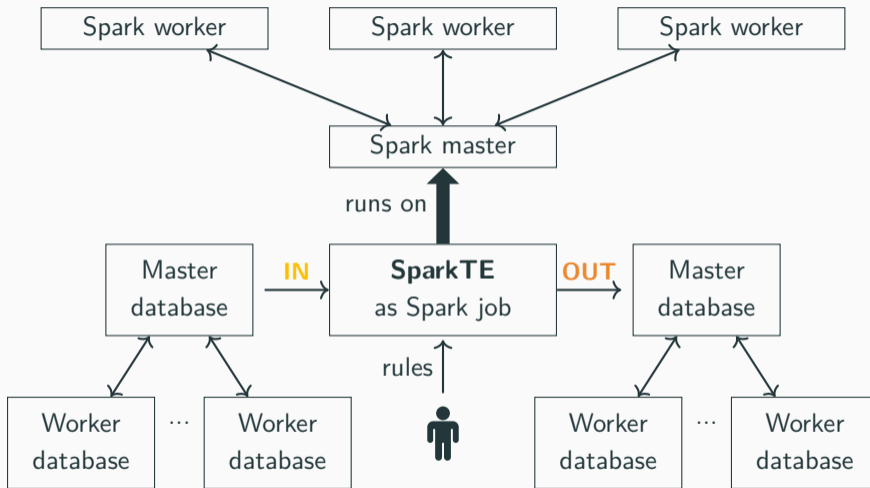 Spark worker
Spark worker
Spark worker
Spark master
runs on
Master
database
IN
SparkTE
as Spark job
OUT
Master
database
rules
Worker
database
...
Worker
database
Worker
database
...
Worker
database